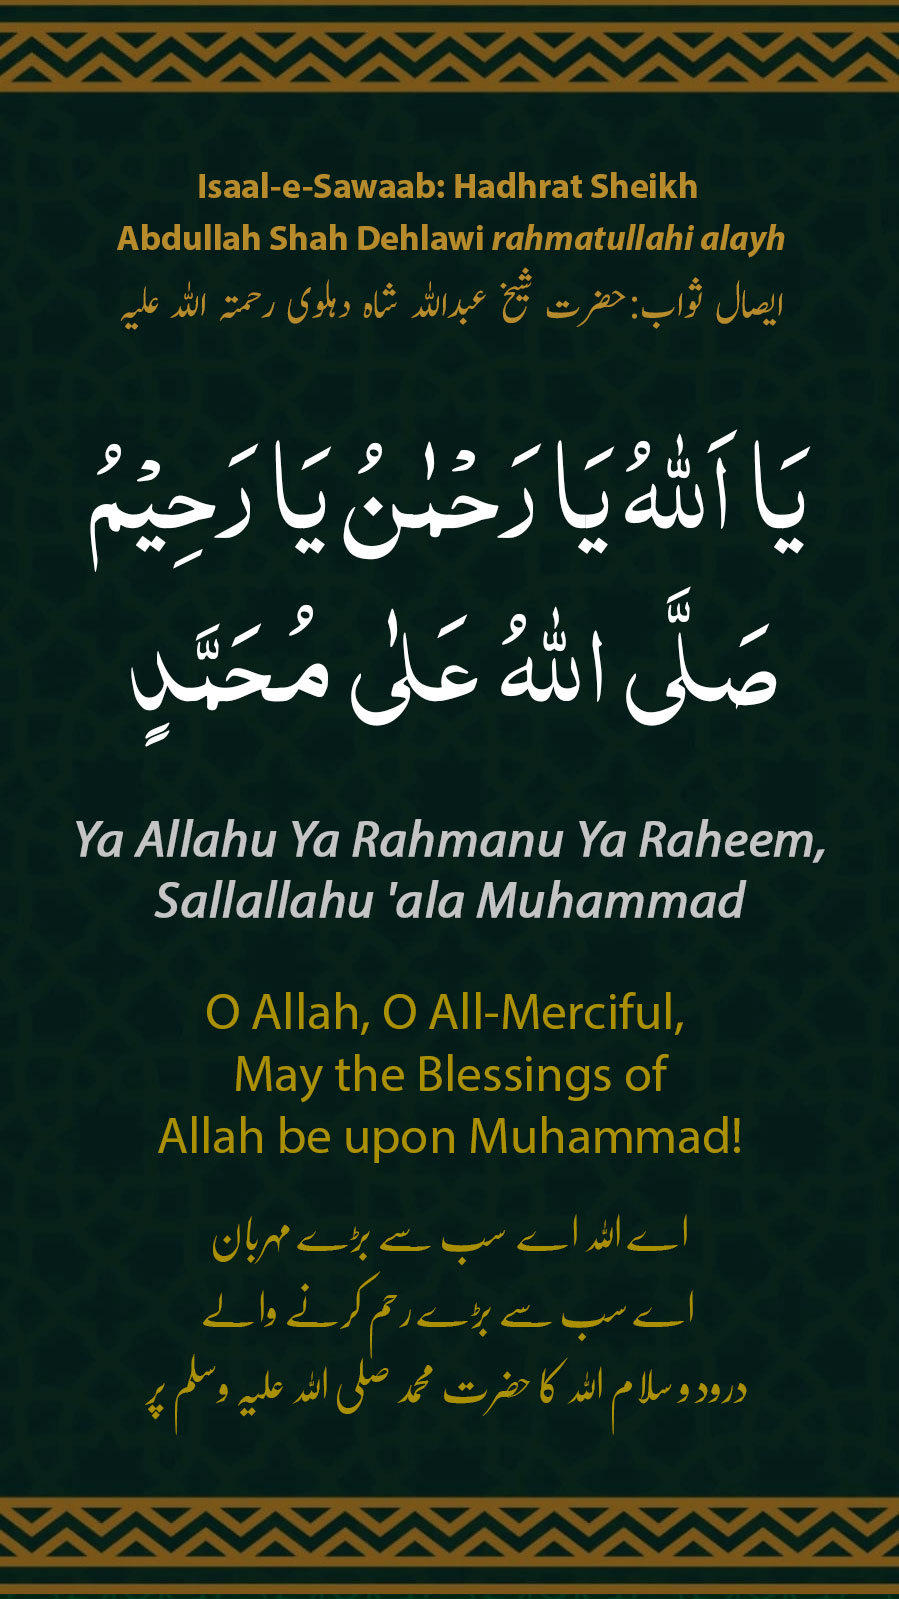 Isaal-e-Sawaab: Hadhrat Sheikh
Abdullah Shah Dehlawi rahmatullahi alayh
ایصال ثواب: حضرت شیخ عبداللہ شاہ دہلوی رحمتہ اللہ علیہ
يَا اَللّٰهُ يَا رَحْمٰنُ يَا رَحِيْمُ
صَلَّى اللّٰهُ عَلٰى مُحَمَّدٍ
Ya Allahu Ya Rahmanu Ya Raheem,
Sallallahu 'ala Muhammad
O Allah, O All-Merciful,
May the Blessings of
Allah be upon Muhammad!
اے اللہ اے سب سے بڑے مہربان
اے سب سے بڑے رحم کرنے والے
درود و سلام اللہ کا حضرت محمد صلی اللہ علیہ وسلم پر